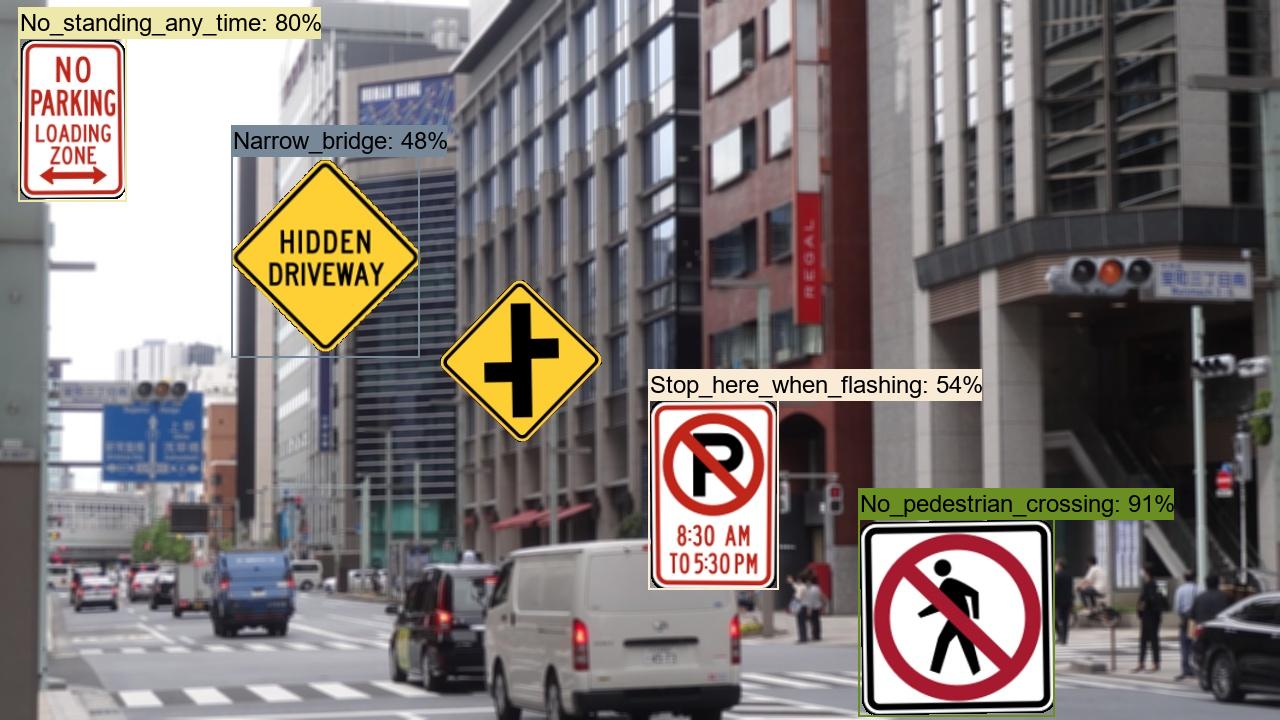 No_standing_any_time: 80%
NO
PARKING
LOADING
ZONE
Narrow_bridge: 48%
HIDDEN
DRIVEWAY
REGAL
Stop_here_when_flashing: 54%
P
8:30 AM
TO 5:30 PM
No_pedestrian_crossing: 91%